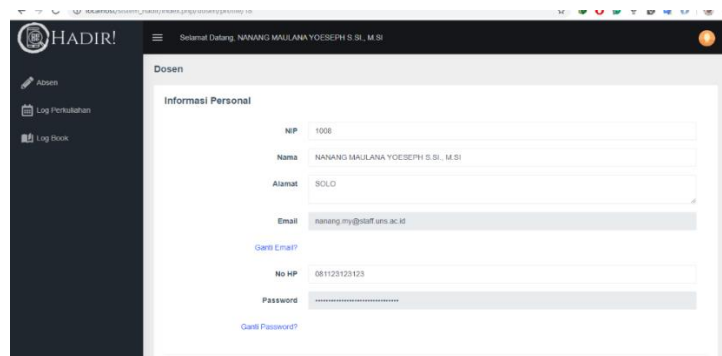 HADIR!
Selamat Datang, NANANG MAULANA YOESEPH S.SI., M.SI
Absen
Log Perkuliahan
Log Book
Dosen
Informasi Personal
NIP 1008
Nama NANANG MAULANA YOESEPH S.SI., M.SI
Alamat SOLO
Email nanang.my@staff.uns.ac.id
Ganti Email?
No HP 081123123123
Password ••••••••••••••••••••••••••••••••
Ganti Password?